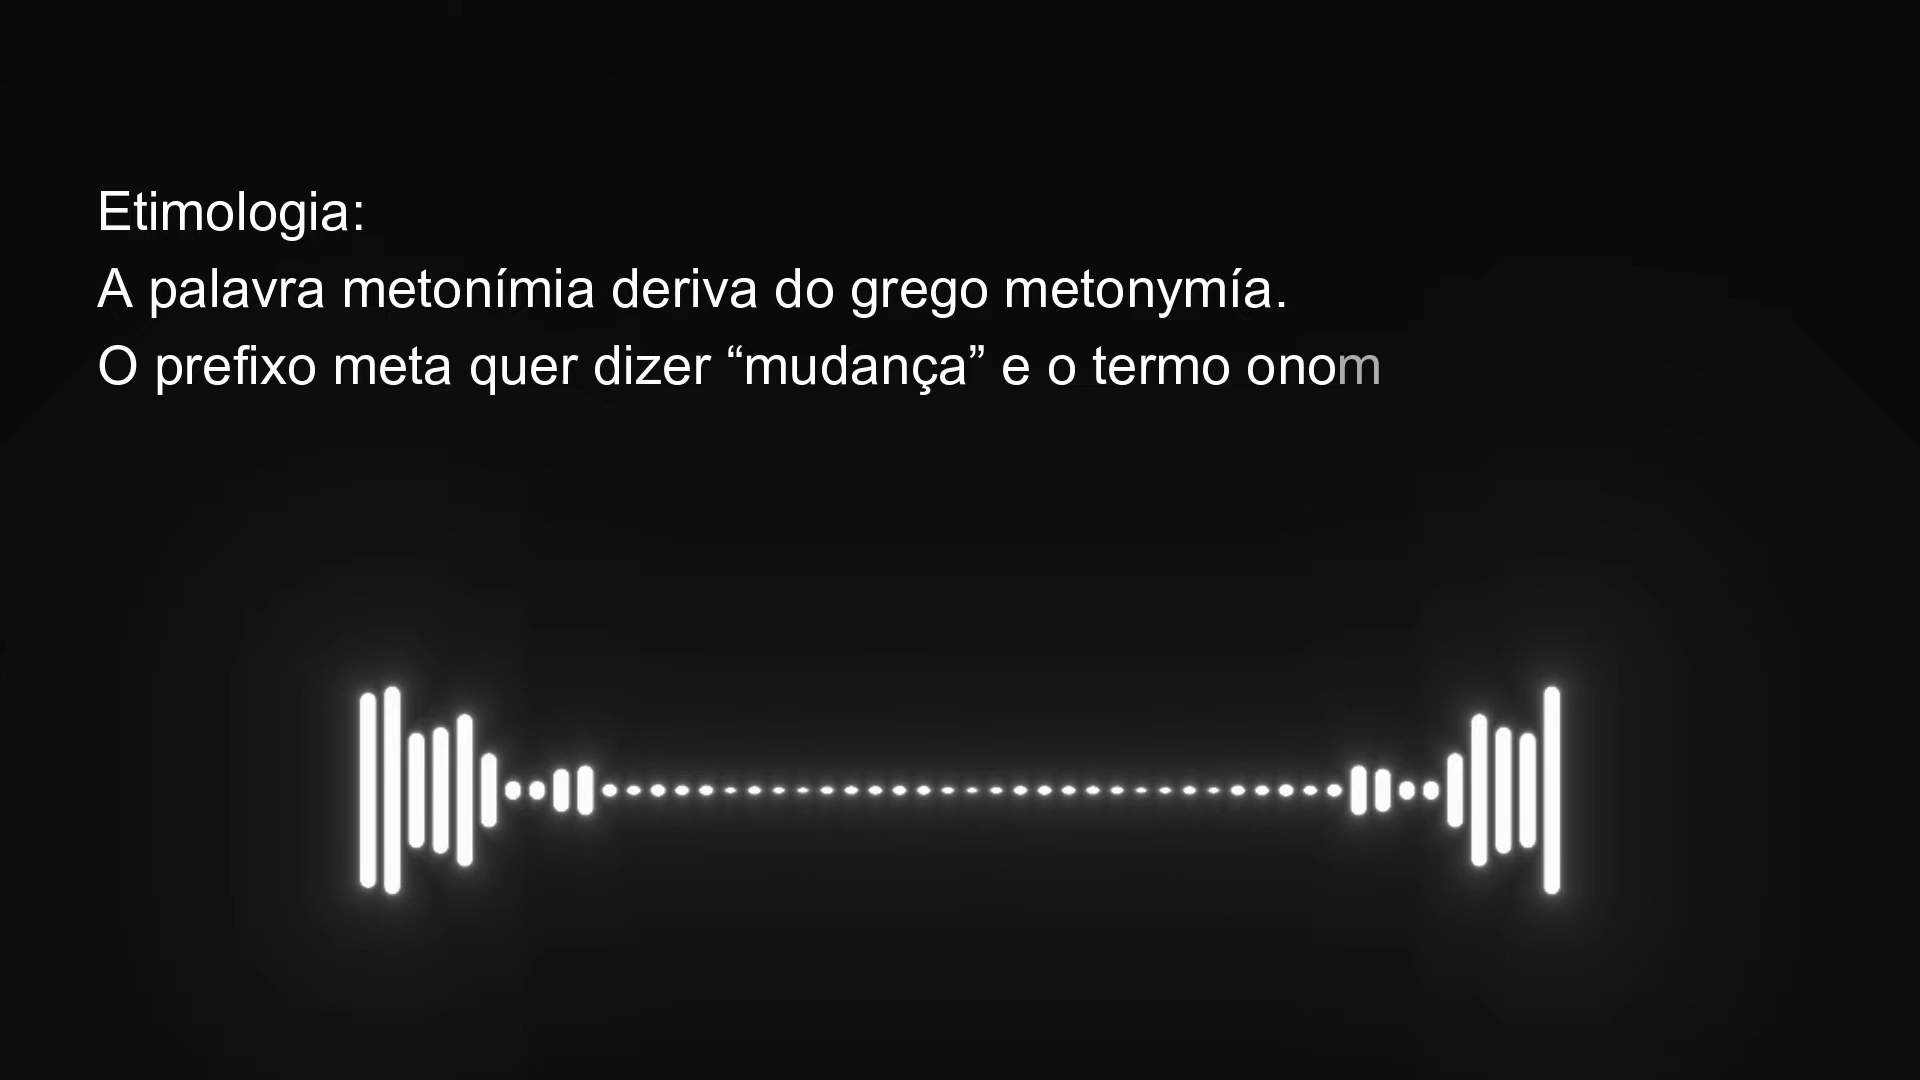 Etimologia:
A palavra metonímia deriva do grego metonymía.
O prefixo meta quer dizer “mudança” e o termo onom